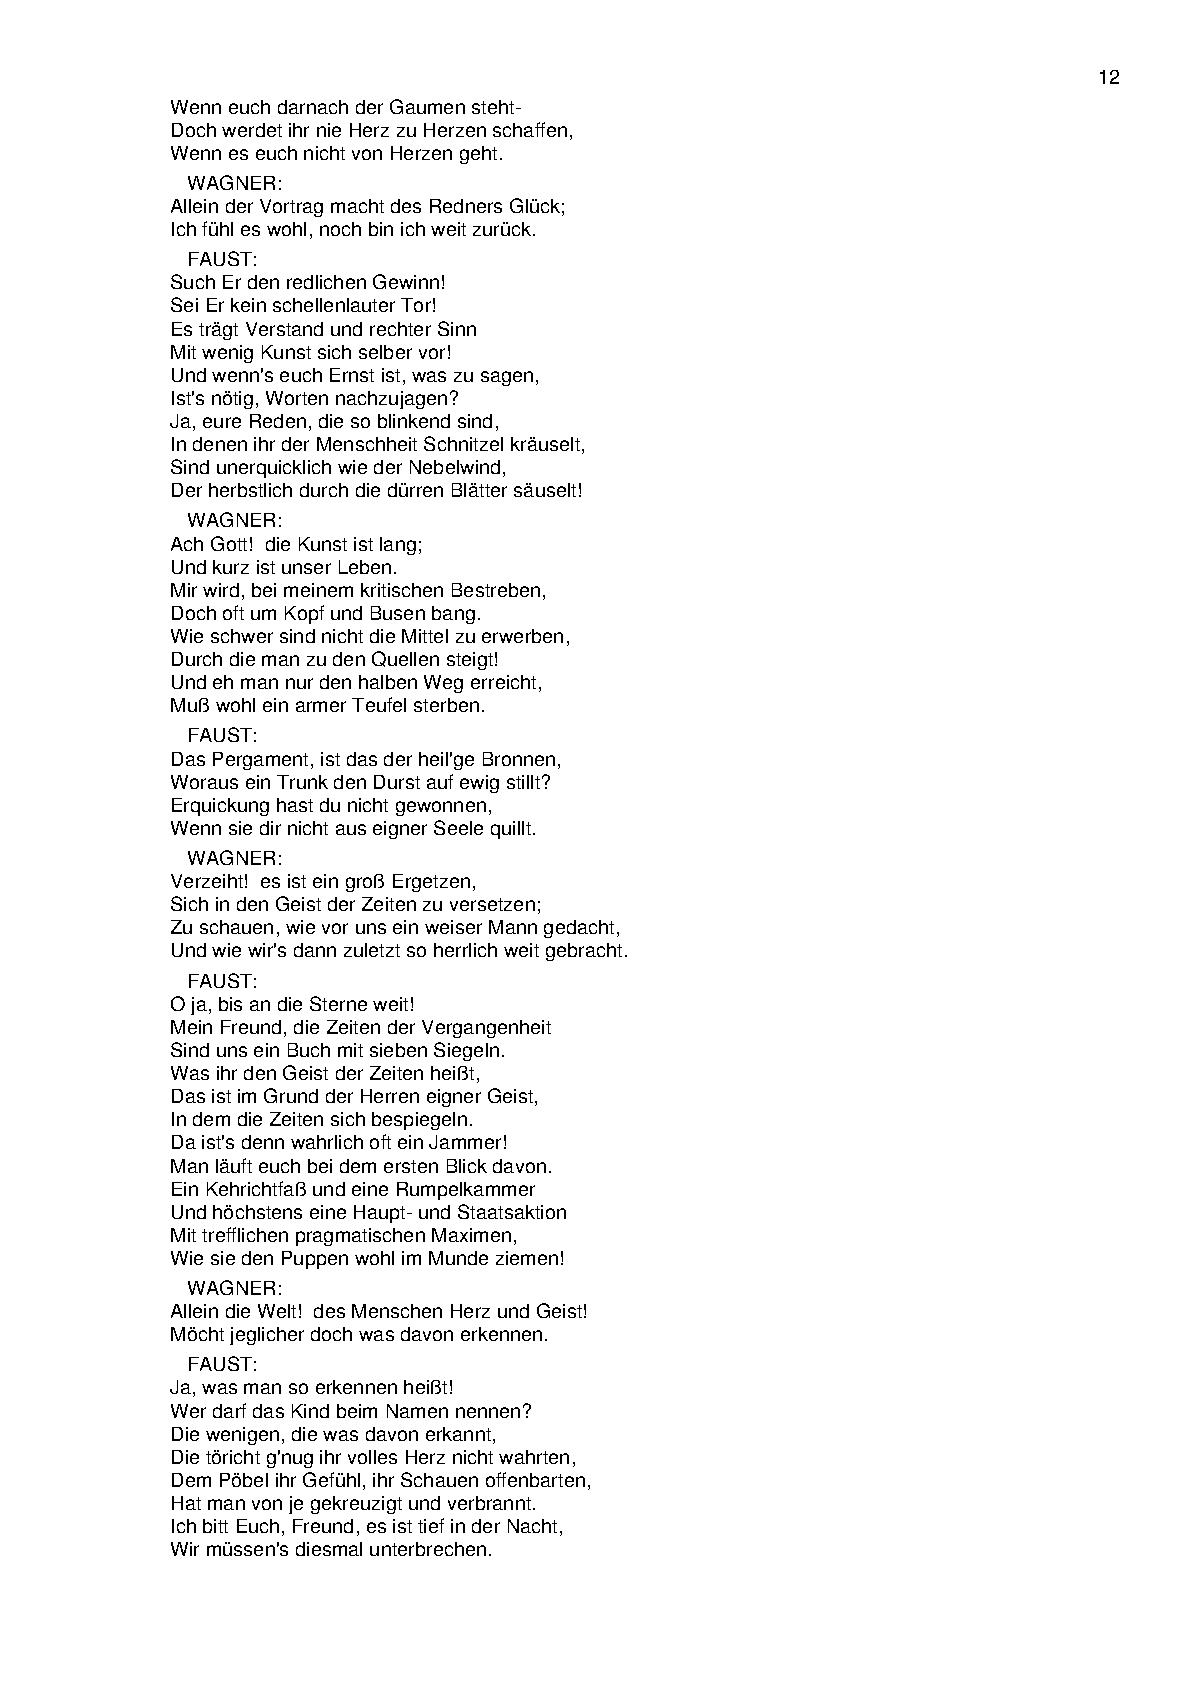 12
Wenn euch darnach der Gaumen steht-
Doch werdet ihr nie Herz zu Herzen schaffen,
Wenn es euch nicht von Herzen geht.
WAGNER:
Allein der Vortrag macht des Redners Glück;
Ich fühl es wohl, noch bin ich weit zurück.
FAUST:
Such Er den redlichen Gewinn!
Sei Er kein schellenlauter Tor!
Es trägt Verstand und rechter Sinn
Mit wenig Kunst sich selber vor!
Und wenn's euch Ernst ist, was zu sagen,
Ist's nötig, Worten nachzujagen?
Ja, eure Reden, die so blinkend sind,
In denen ihr der Menschheit Schnitzel kräuselt,
Sind unerquicklich wie der Nebelwind,
Der herbstlich durch die dürren Blätter säuselt!
WAGNER:
Ach Gott!  die Kunst ist lang;
Und kurz ist unser Leben.
Mir wird, bei meinem kritischen Bestreben,
Doch oft um Kopf und Busen bang.
Wie schwer sind nicht die Mittel zu erwerben,
Durch die man zu den Quellen steigt!
Und eh man nur den halben Weg erreicht,
Muß wohl ein armer Teufel sterben.
FAUST:
Das Pergament, ist das der heil'ge Bronnen,
Woraus ein Trunk den Durst auf ewig stillt?
Erquickung hast du nicht gewonnen,
Wenn sie dir nicht aus eigner Seele quillt.
WAGNER:
Verzeiht!  es ist ein groß Ergetzen,
Sich in den Geist der Zeiten zu versetzen;
Zu schauen, wie vor uns ein weiser Mann gedacht,
Und wie wir's dann zuletzt so herrlich weit gebracht.
FAUST:
O ja, bis an die Sterne weit!
Mein Freund, die Zeiten der Vergangenheit
Sind uns ein Buch mit sieben Siegeln.
Was ihr den Geist der Zeiten heißt,
Das ist im Grund der Herren eigner Geist,
In dem die Zeiten sich bespiegeln.
Da ist's denn wahrlich oft ein Jammer!
Man läuft euch bei dem ersten Blick davon.
Ein Kehrichtfaß und eine Rumpelkammer
Und höchstens eine Haupt- und Staatsaktion
Mit trefflichen pragmatischen Maximen,
Wie sie den Puppen wohl im Munde ziemen!
WAGNER:
Allein die Welt!  des Menschen Herz und Geist!
Möcht jeglicher doch was davon erkennen.
FAUST:
Ja, was man so erkennen heißt!
Wer darf das Kind beim Namen nennen?
Die wenigen, die was davon erkannt,
Die töricht g'nug ihr volles Herz nicht wahrten,
Dem Pöbel ihr Gefühl, ihr Schauen offenbarten,
Hat man von je gekreuzigt und verbrannt.
Ich bitt Euch, Freund, es ist tief in der Nacht,
Wir müssen's diesmal unterbrechen.